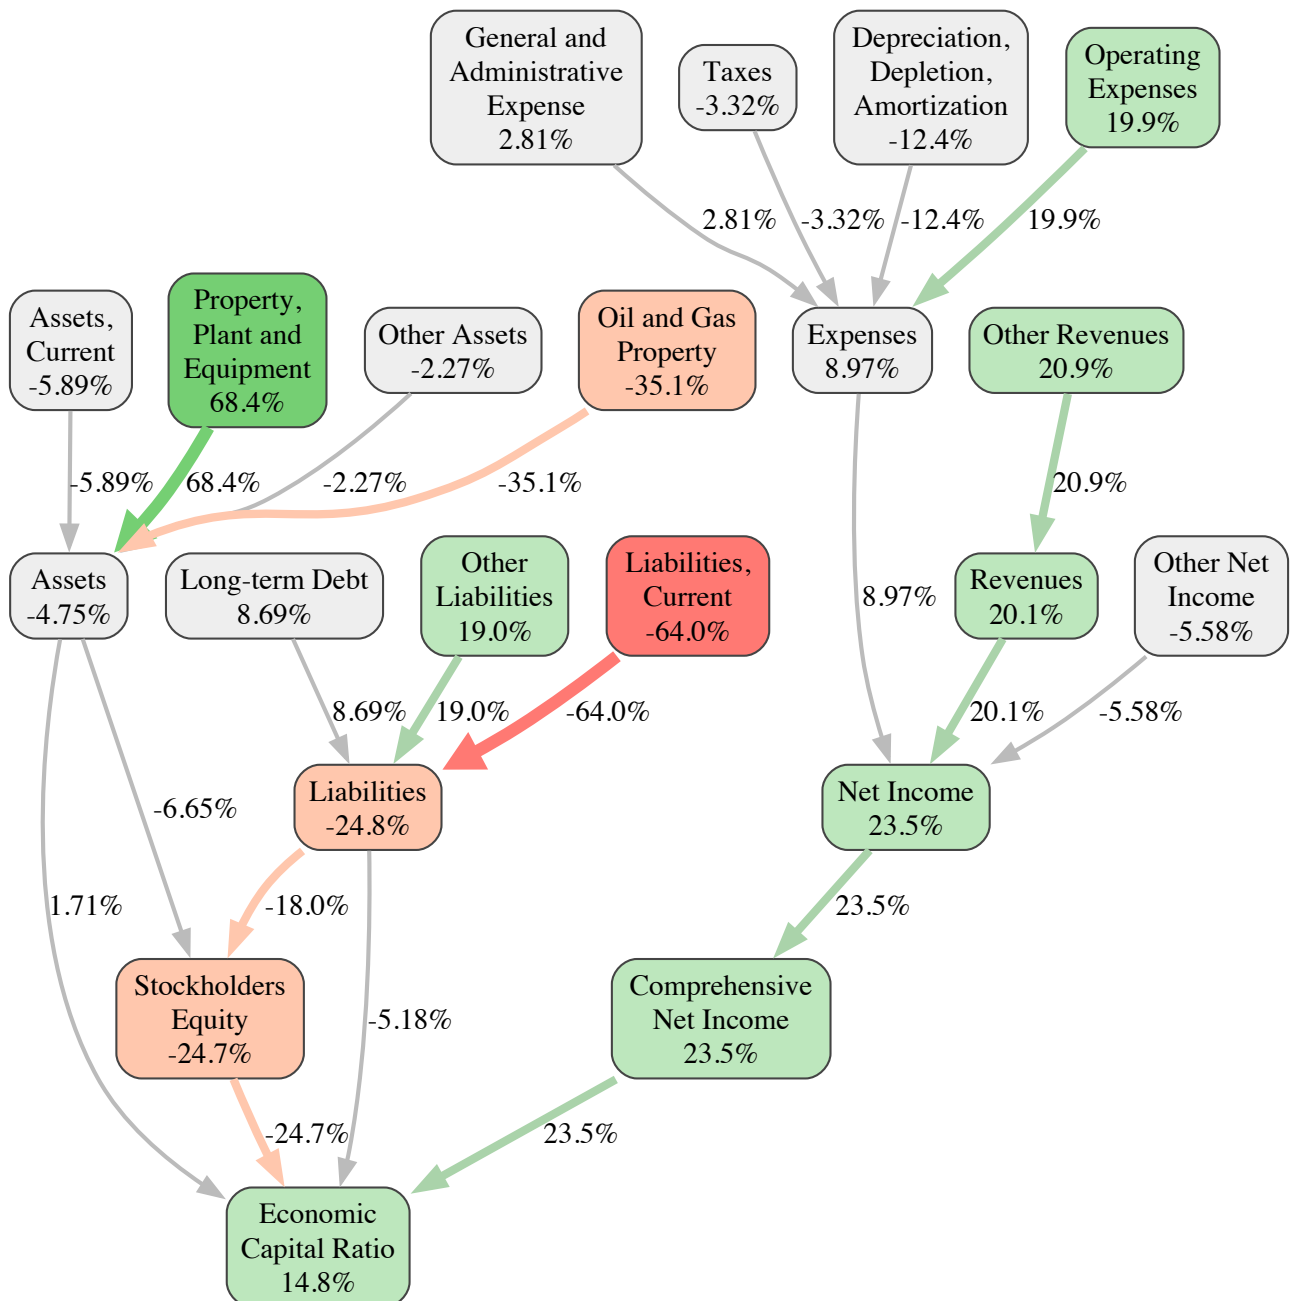 General and
Administrative
Expense
2.81%
Taxes
-3.32%
Depreciation,
Depletion,
Amortization
-12.4%
Operating
Expenses
19.9%
2.81%
-3.32%
-12.4%
19.9%
Assets,
Current
-5.89%
Property,
Plant and
Equipment
68.4%
Other Assets
-2.27%
Oil and Gas
Property
-35.1%
Expenses
8.97%
Other Revenues
20.9%
-5.89%
68.4%
-2.27%
-35.1%
20.9%
Assets
-4.75%
Long-term Debt
8.69%
Other
Liabilities
19.0%
Liabilities,
Current
-64.0%
8.97%
Revenues
20.1%
Other Net
Income
-5.58%
8.69%
19.0%
-64.0%
20.1%
-5.58%
-6.65%
Liabilities
-24.8%
Net Income
23.5%
1.71%
-18.0%
23.5%
Stockholders
Equity
-24.7%
-5.18%
Comprehensive
Net Income
23.5%
-24.7%
23.5%
Economic
Capital Ratio
14.8%